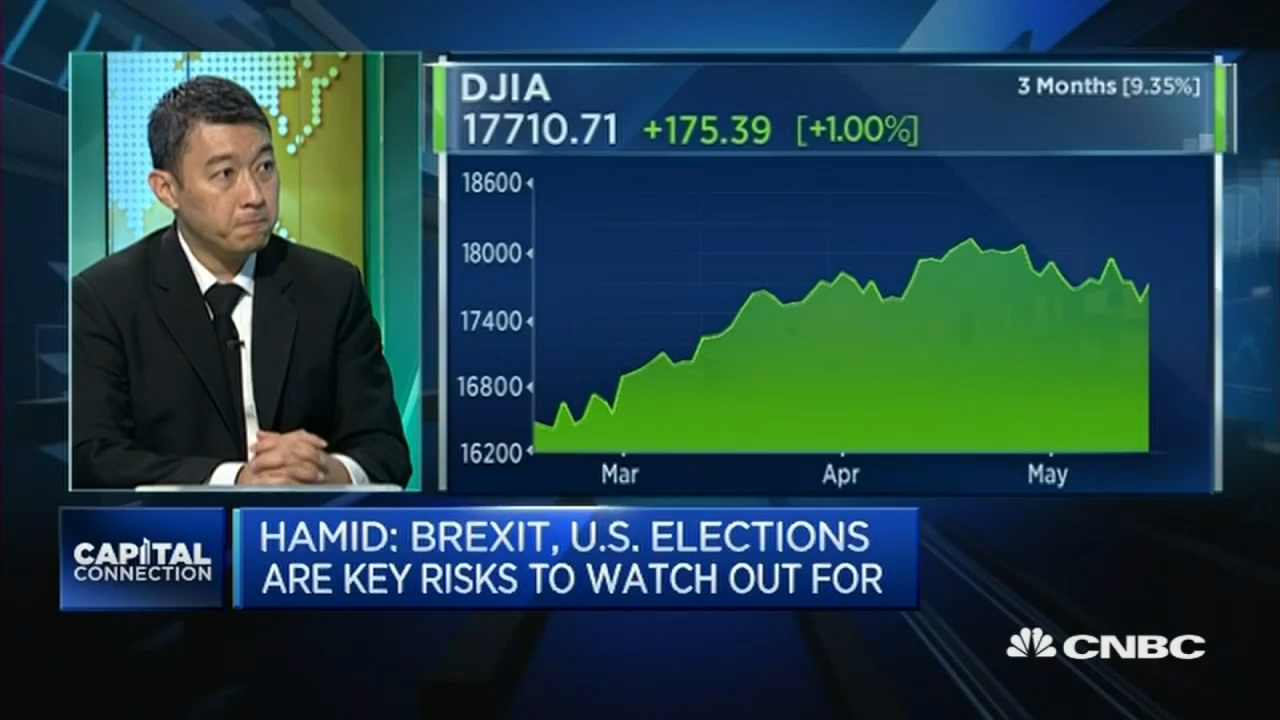 DJIA
3 Months [9.35%]
17710.71 +175.39 [+1.00%]
18600
18000
17400
16800
16200
Mar Apr May
CAPITAL
CONNECTION
HAMID: BREXIT, U.S. ELECTIONS
ARE KEY RISKS TO WATCH OUT FOR
CNBC